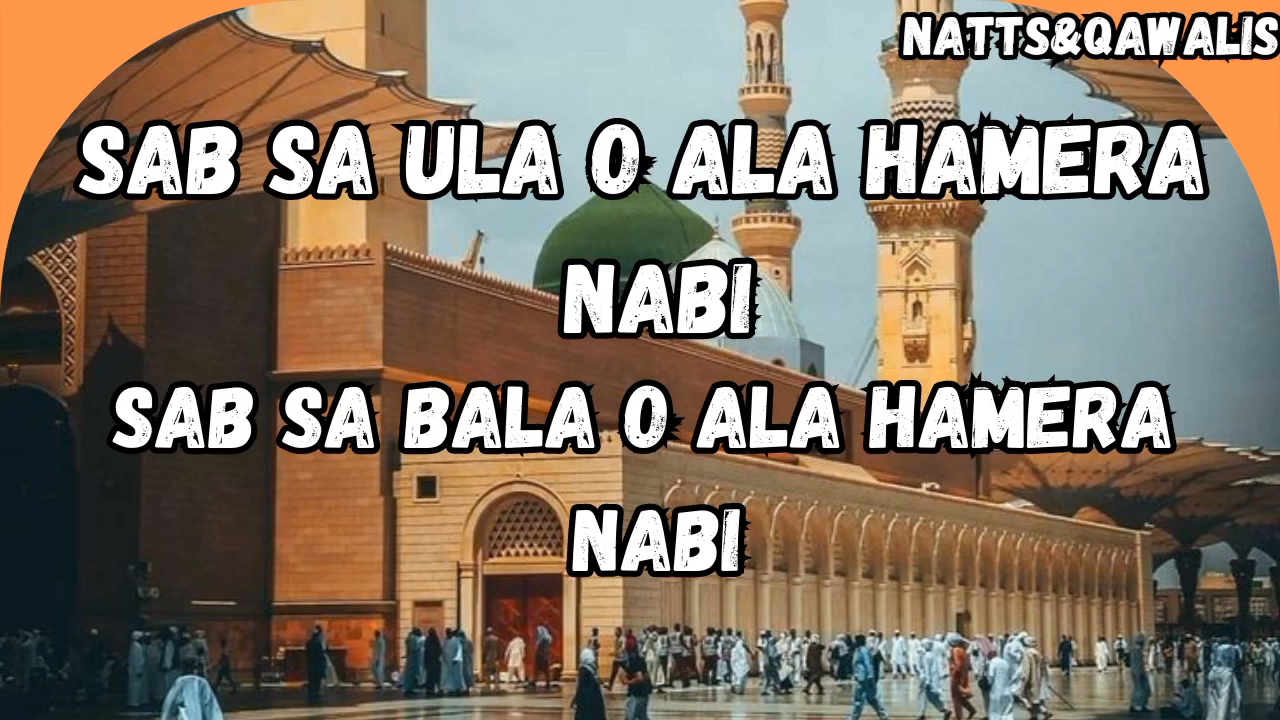 NATTS&QAWALIS
SAB SA ULA O ALA HAMERA
NABI
SAB SA BALA O ALA HAMERA
NABI